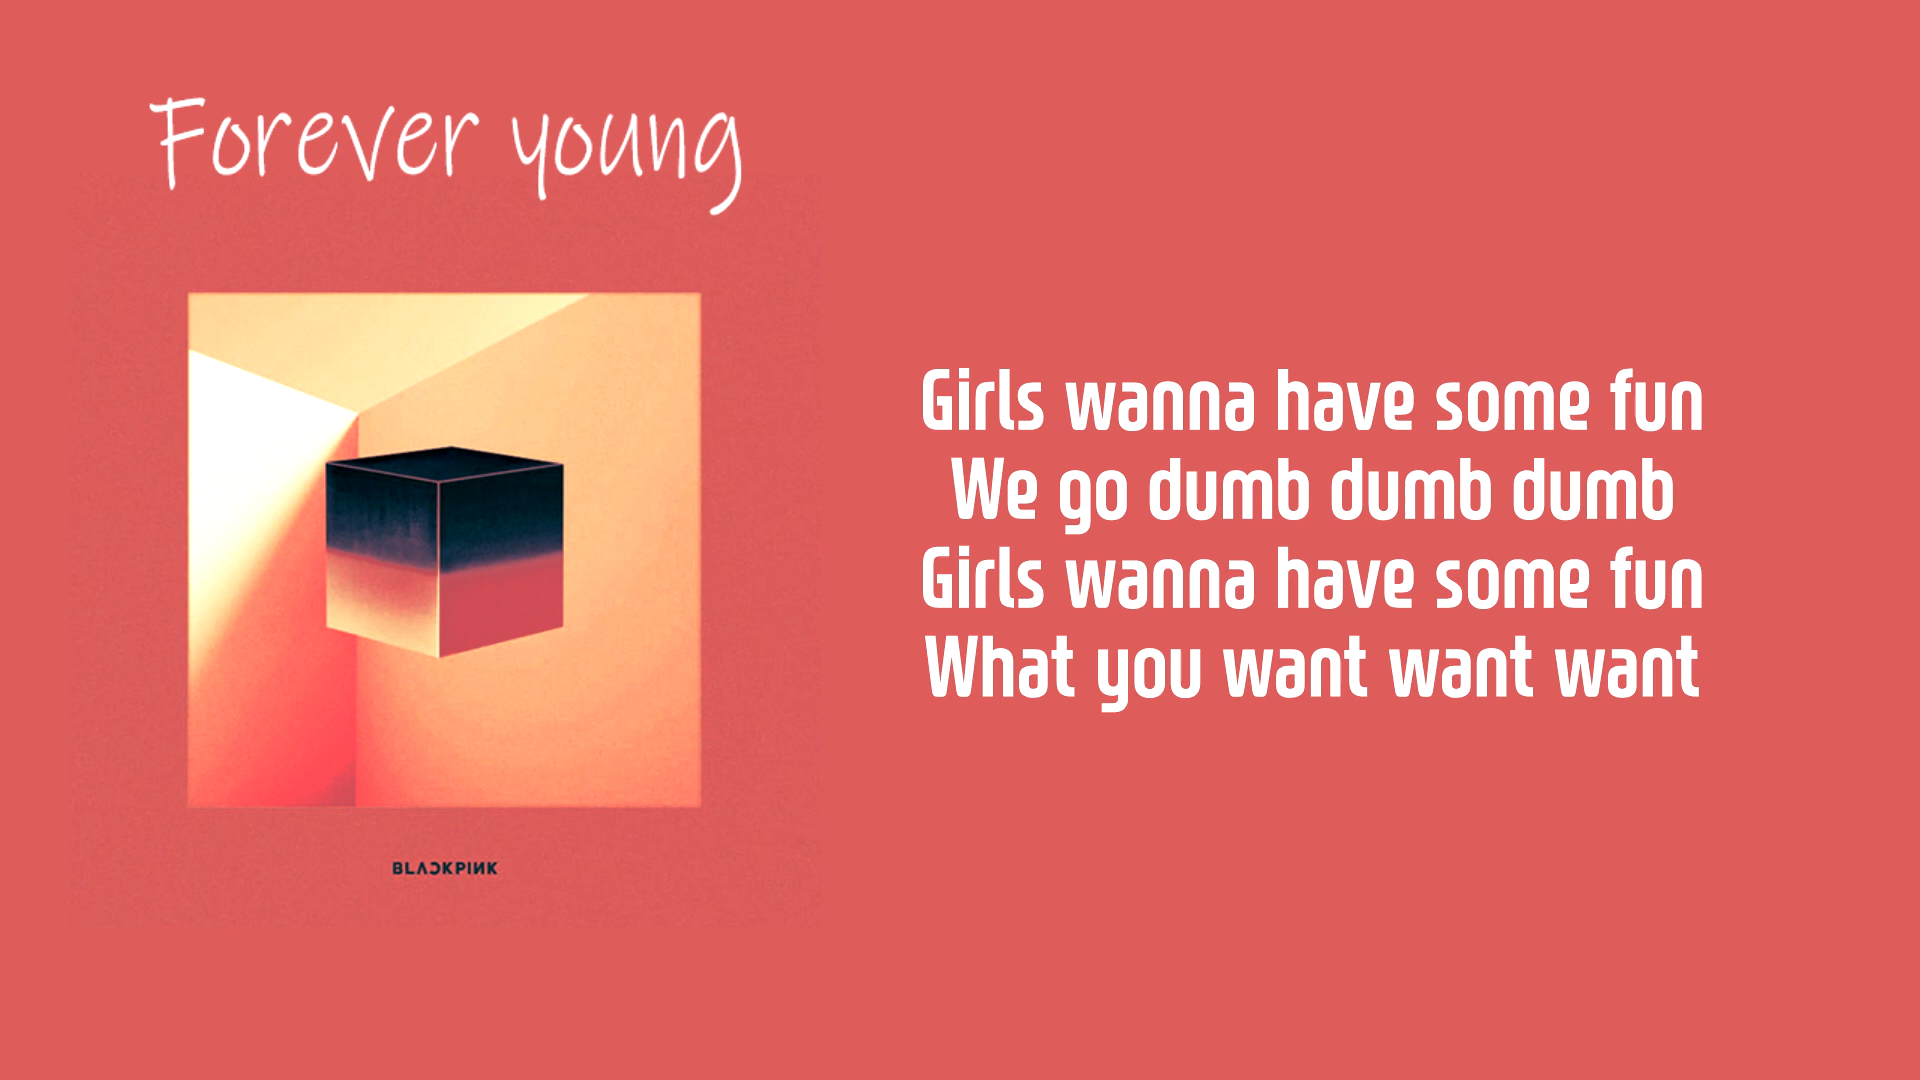 Forever young
BLACKPINK
Girls wanna have some fun
We go dumb dumb dumb
Girls wanna have some fun
What you want want want